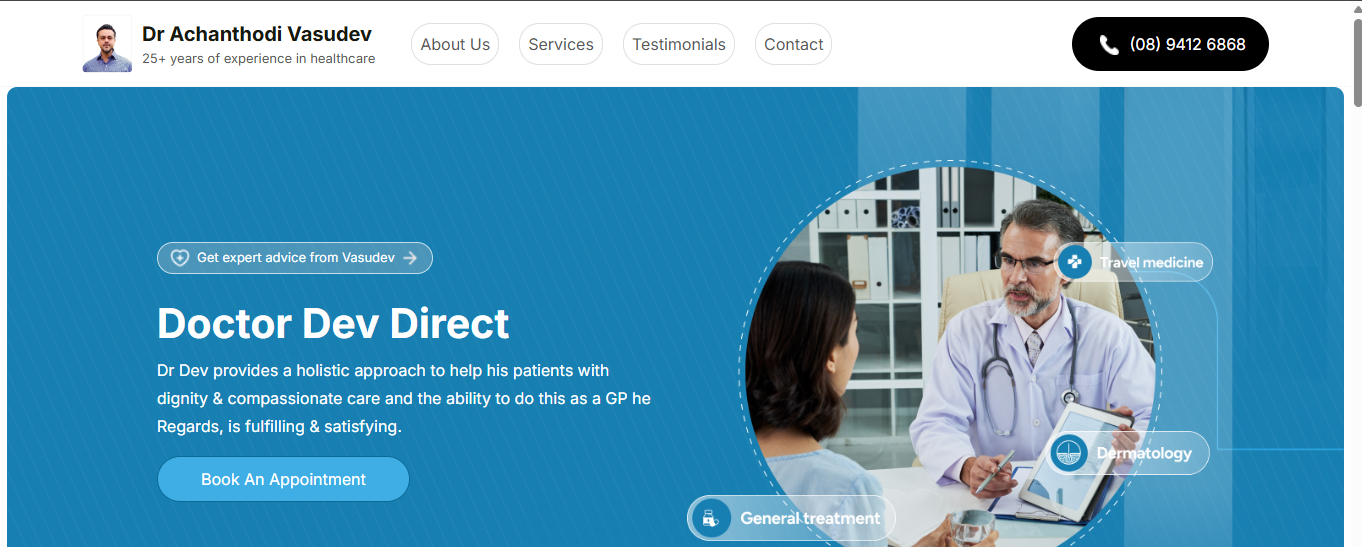 Dr Achanthodi Vasudev
25+ years of experience in healthcare
About Us
Services
Testimonials
Contact
(08) 9412 6868
Get expert advice from Vasudev
Doctor Dev Direct
Dr Dev provides a holistic approach to help his patients with
dignity & compassionate care and the ability to do this as a GP he
Regards, is fulfilling & satisfying.
Book An Appointment
Travel medicine
Dermatology
General treatment